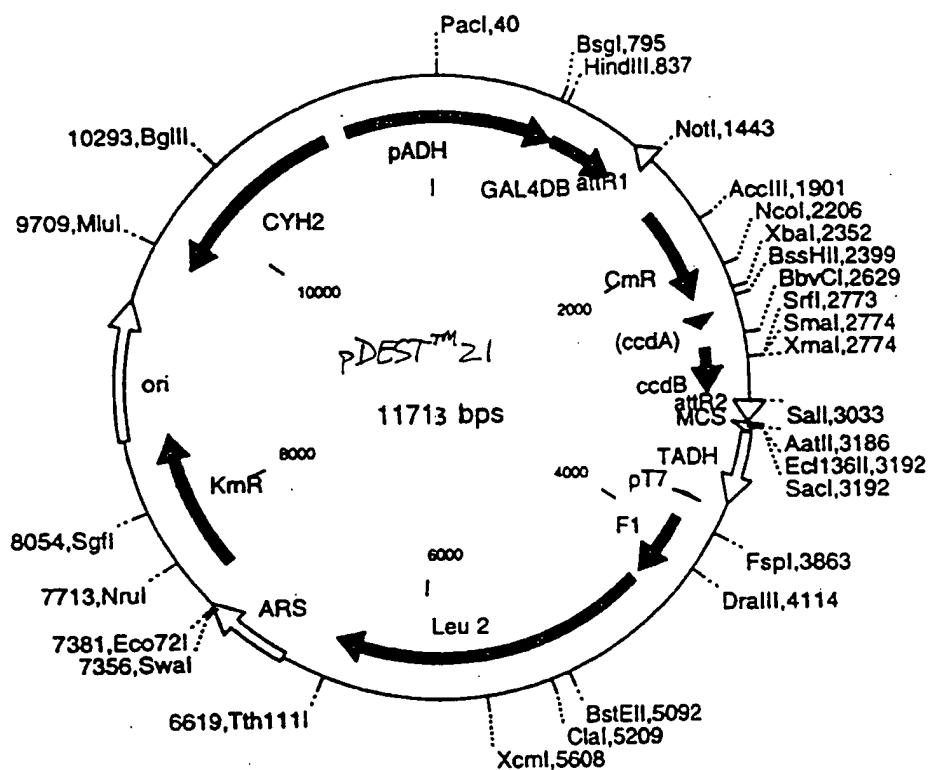 PacI,40
BsgI,795
HindIII.837
NotI,1443
AccIII,1901
NcoI,2206
XbaI,2352
BssHII,2399
BbvCI,2629
SrfI,2773
SmaI,2774
XmaI,2774
SalI,3033
AatII,3186
Ecl136II,3192
SacI,3192
FspI,3863
DraIII,4114
BstEII,5092
ClaI,5209
XcmI,5608
6619,Tth111I
7356,SwaI
7381,Eco72I
7713,NruI
8054,SgfI
9709,MluI
10293,BglII
pADH
GAL4DB
attR1
CmR
(ccdA)
ccdB
attR2
MCS
TADH
pT7
F1
Leu 2
ARS
KmR
ori
CYH2
2000
4000
6000
8000
10000
pDEST™21
11713 bps